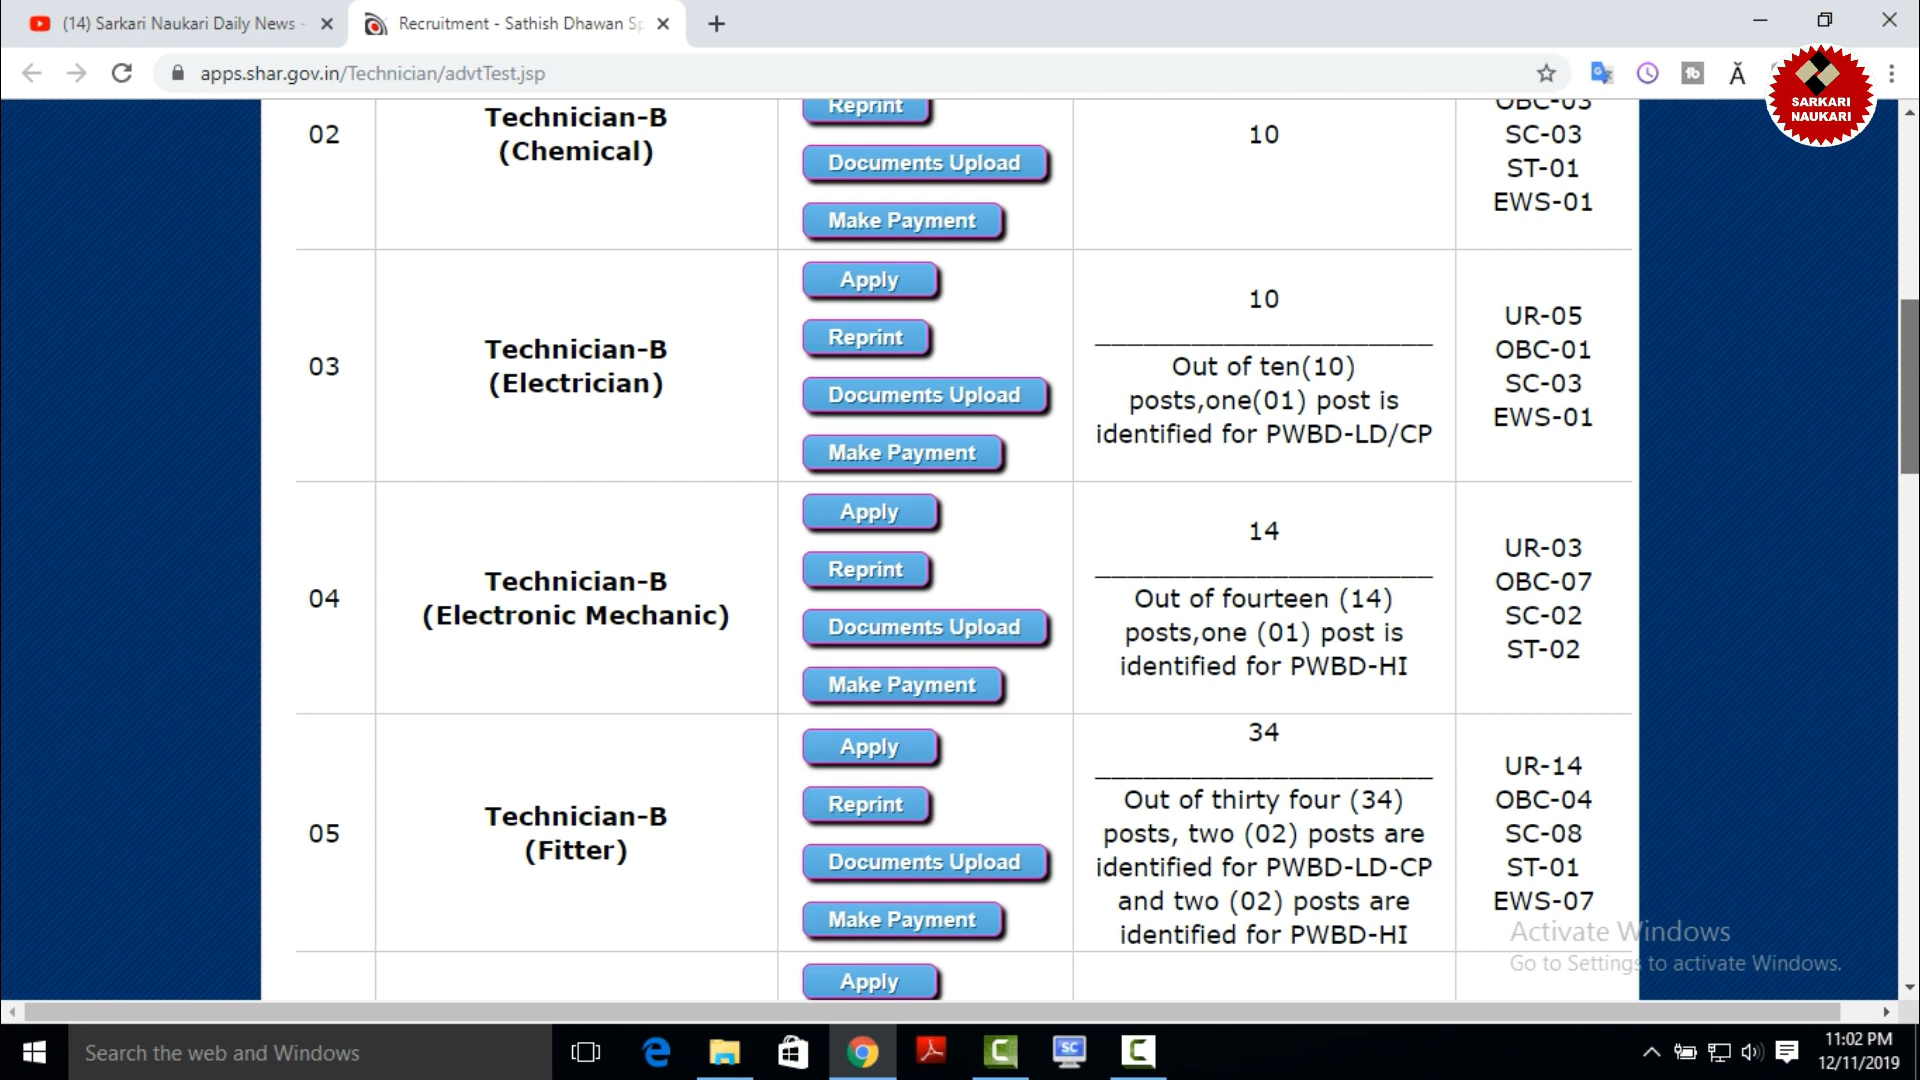 (14) Sarkari Naukari Daily News -
Recruitment - Sathish Dhawan Sp
apps.shar.gov.in/Technician/advtTest.jsp
SARKARI
NAUKARI
02
Technician-B
(Chemical)
Reprint
Documents Upload
Make Payment
10
OBC-03
SC-03
ST-01
EWS-01
03
Technician-B
(Electrician)
Apply
Reprint
Documents Upload
Make Payment
10
Out of ten(10)
posts,one(01) post is
identified for PWBD-LD/CP
UR-05
OBC-01
SC-03
EWS-01
04
Technician-B
(Electronic Mechanic)
Apply
Reprint
Documents Upload
Make Payment
14
Out of fourteen (14)
posts,one (01) post is
identified for PWBD-HI
UR-03
OBC-07
SC-02
ST-02
05
Technician-B
(Fitter)
Apply
Reprint
Documents Upload
Make Payment
34
Out of thirty four (34)
posts, two (02) posts are
identified for PWBD-LD-CP
and two (02) posts are
identified for PWBD-HI
UR-14
OBC-04
SC-08
ST-01
EWS-07
Apply
Activate Windows
Go to Settings to activate Windows.
Search the web and Windows
11:02 PM
12/11/2019